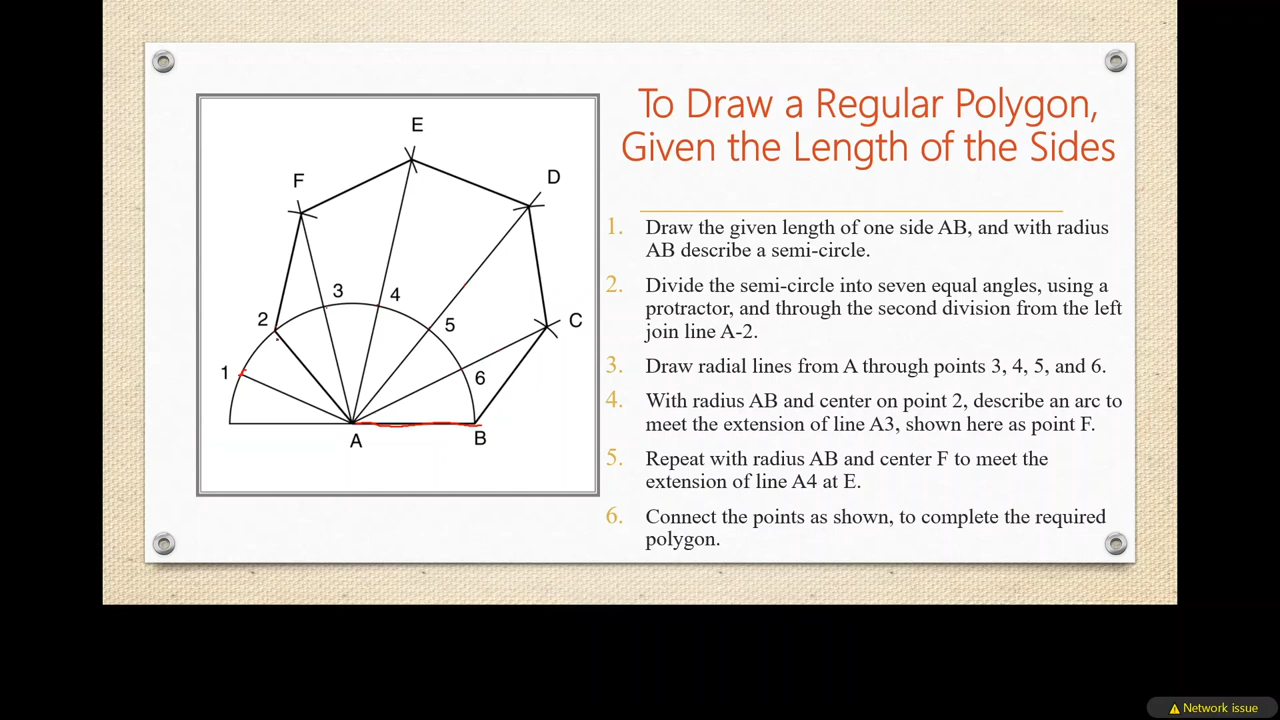 E
F
D
3
4
2
5
C
1
6
A
B
To Draw a Regular Polygon,
Given the Length of the Sides
1. Draw the given length of one side AB, and with radius
AB describe a semi-circle.
2. Divide the semi-circle into seven equal angles, using a
protractor, and through the second division from the left
join line A-2.
3. Draw radial lines from A through points 3, 4, 5, and 6.
4. With radius AB and center on point 2, describe an arc to
meet the extension of line A3, shown here as point F.
5. Repeat with radius AB and center F to meet the
extension of line A4 at E.
6. Connect the points as shown, to complete the required
polygon.
Network issue